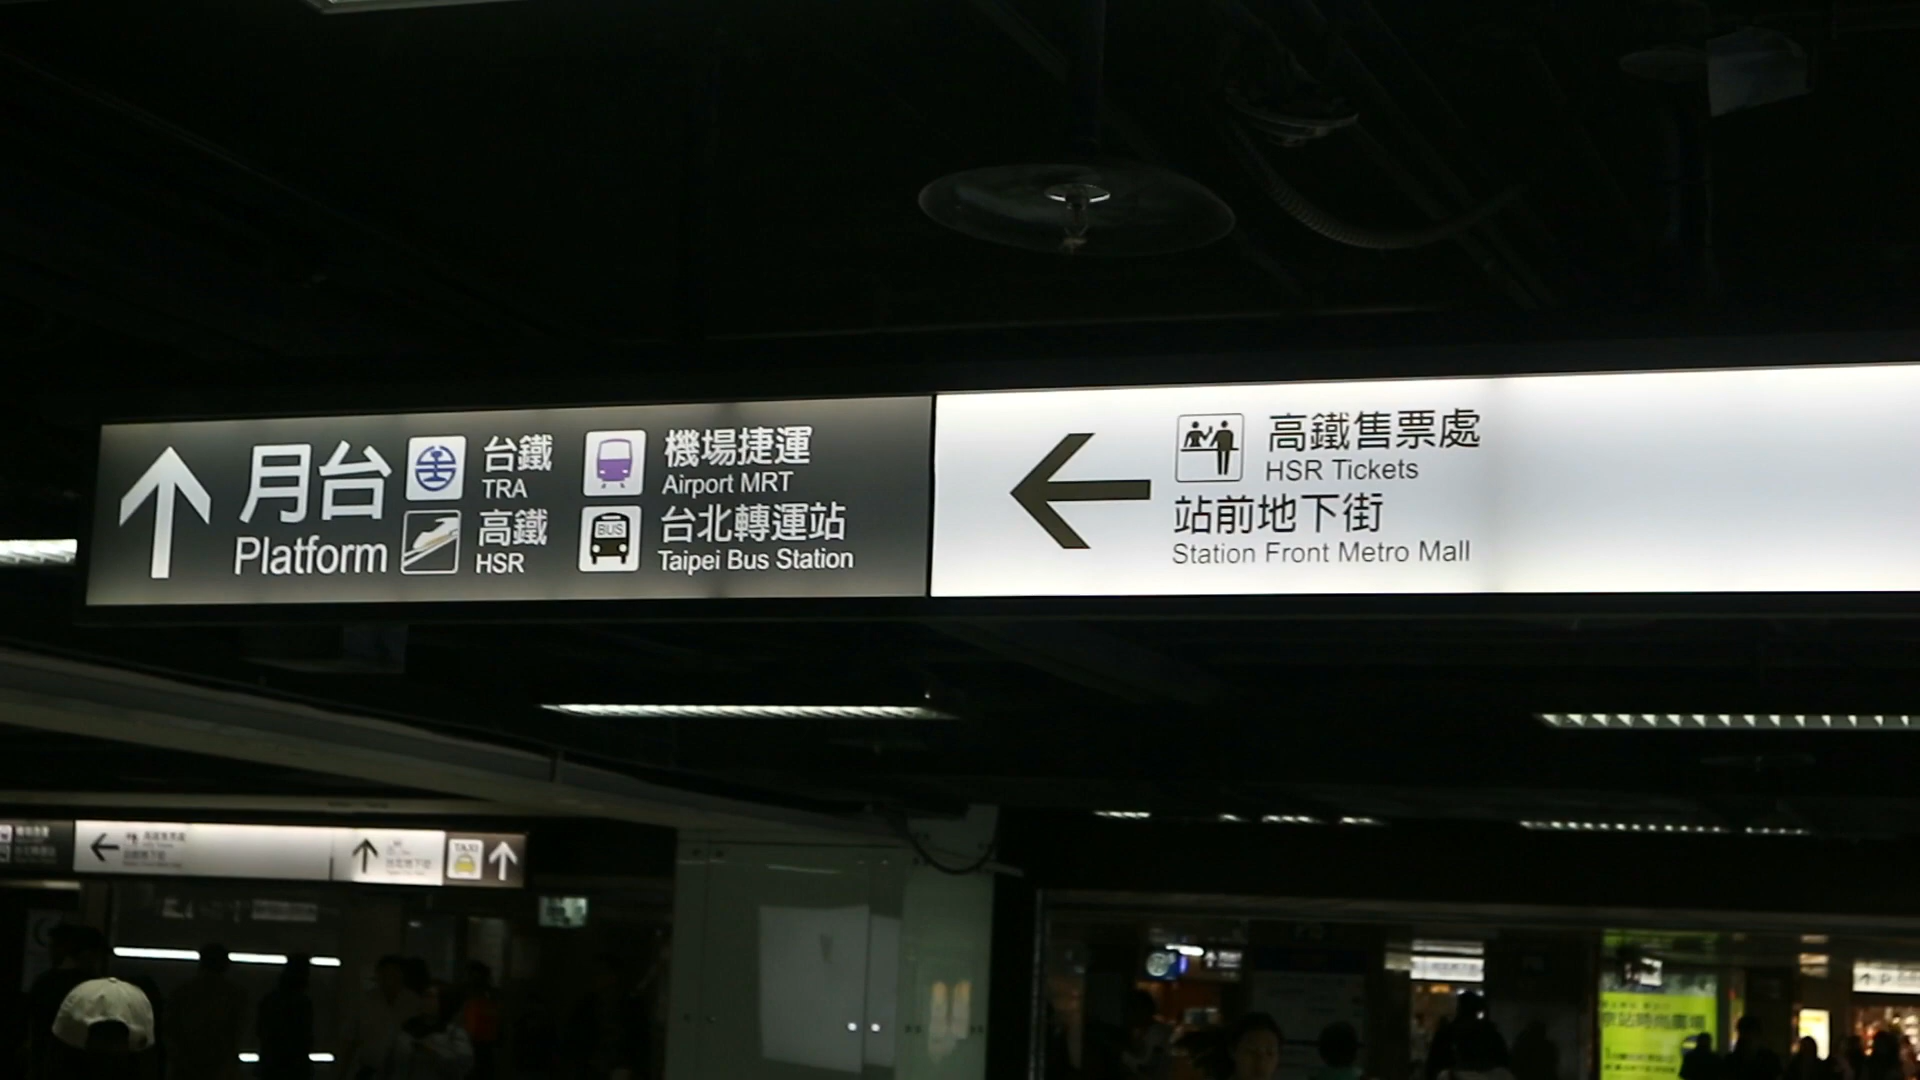 月台
Platform
台鐵
TRA
高鐵
HSR
機場捷運
Airport MRT
BUS
台北轉運站
Taipei Bus Station
高鐵售票處
HSR Tickets
站前地下街
Station Front Metro Mall
TAXI